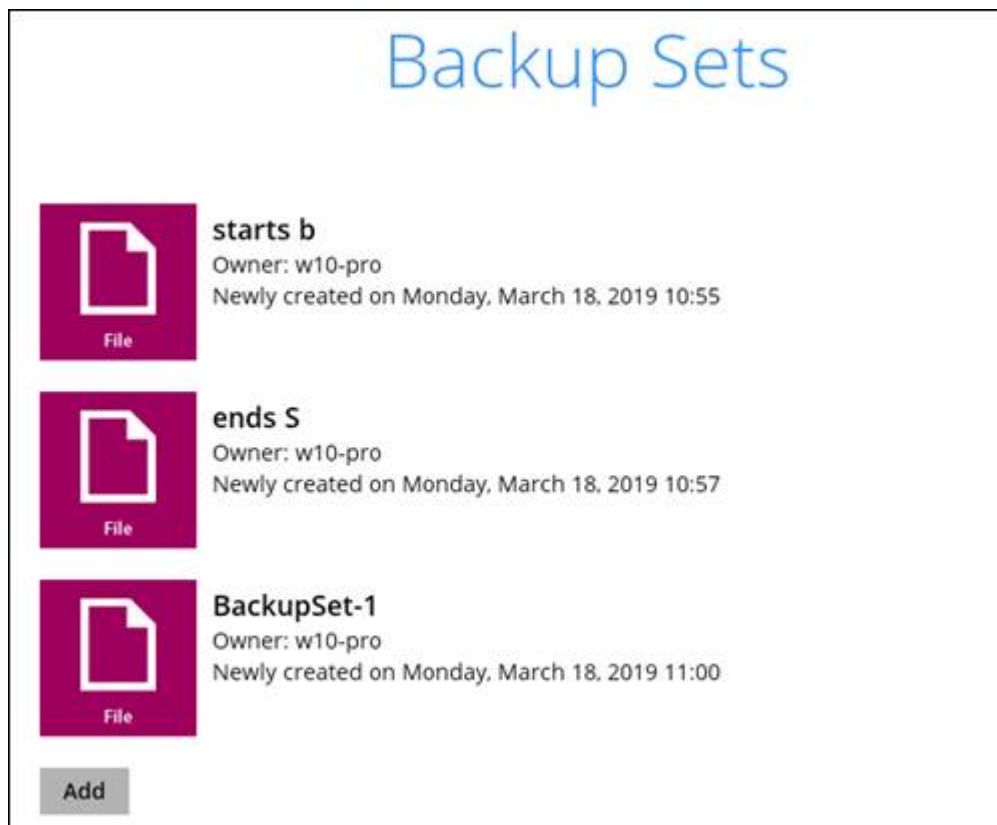 Backup Sets
starts b
Owner: w10-pro
Newly created on Monday, March 18, 2019 10:55
File
ends S
Owner: w10-pro
Newly created on Monday, March 18, 2019 10:57
File
BackupSet-1
Owner: w10-pro
Newly created on Monday, March 18, 2019 11:00
File
Add